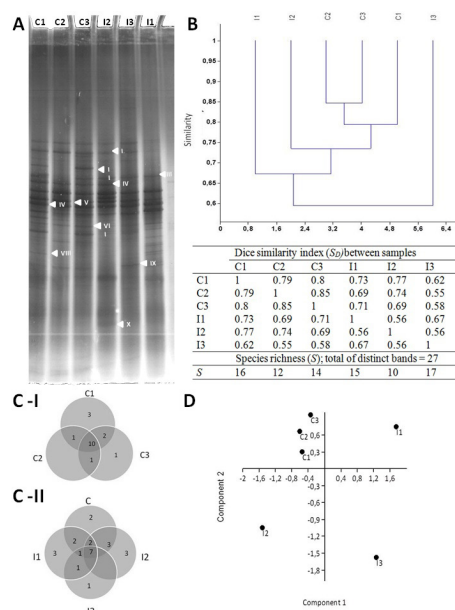 A
C1 C2 C3 I2 I3 I1
I
I
I
III
IV
IV
V
VI
I
VIII
IX
X
B
I1 I2 C2 C3 C1 I3
Similarity
1
0,95
0,9
0,85
0,8
0,75
0,7
0,65
0,6
0 0,8 1,6 2,4 3,2 4 4,8 5,6 6,4
Dice similarity index (SD) between samples
C1 C2 C3 I1 I2 I3
C1 1 0.79 0.8 0.73 0.77 0.62
C2 0.79 1 0.85 0.69 0.74 0.55
C3 0.8 0.85 1 0.71 0.69 0.58
I1 0.73 0.69 0.71 1 0.56 0.67
I2 0.77 0.74 0.69 0.56 1 0.56
I3 0.62 0.55 0.58 0.67 0.56 1
Species richness (S); total of distinct bands = 27
S 16 12 14 15 10 17
C -I
C1
3
1 2
10
C2 1 1 C3
C -II
C
2
2 2 3
I1 3 1 7 3 I2
1
1
I3
D
Component 2
C3
C2
C1
I1
I2
I3
0,6
0,3
-1,6 -1,2 -0,8 -0,4 0,4 0,8 1,2 1,6
-0,3
-0,6
-0,9
-1,2
-1,5
-1,8
Component 1